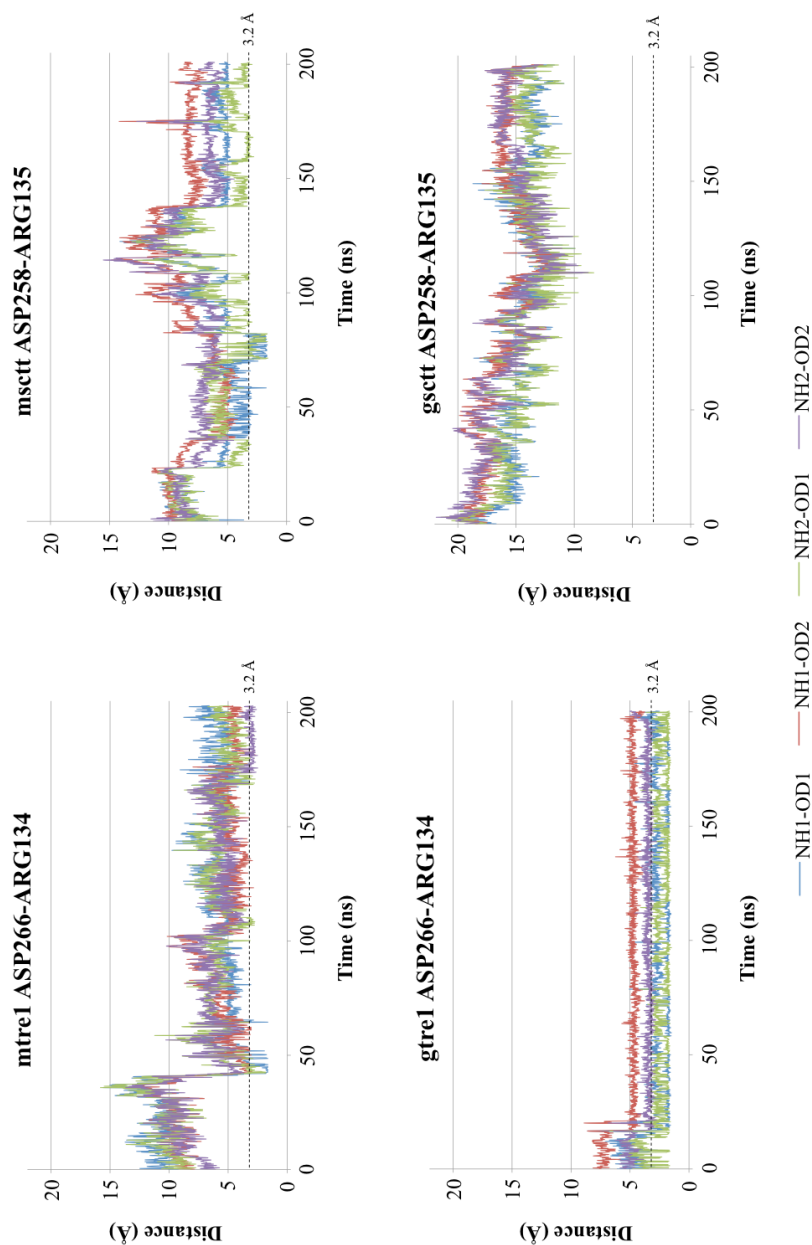 mtre1 ASP266-ARG134
Distance (Å)
15
10
5
0
3.2 Å
0
50
100
150
200
Time (ns)
msctt ASP258-ARG135
Distance (Å)
20
15
10
5
0
3.2 Å
0
50
100
150
200
Time (ns)
gtre1 ASP266-ARG134
Distance (Å)
20
15
10
5
0
3.2 Å
0
50
100
150
200
Time (ns)
gsctt ASP258-ARG135
Distance (Å)
20
15
10
5
0
3.2 Å
0
50
100
150
200
Time (ns)
NH1-OD1 NH1-OD2 NH2-OD1 NH2-OD2